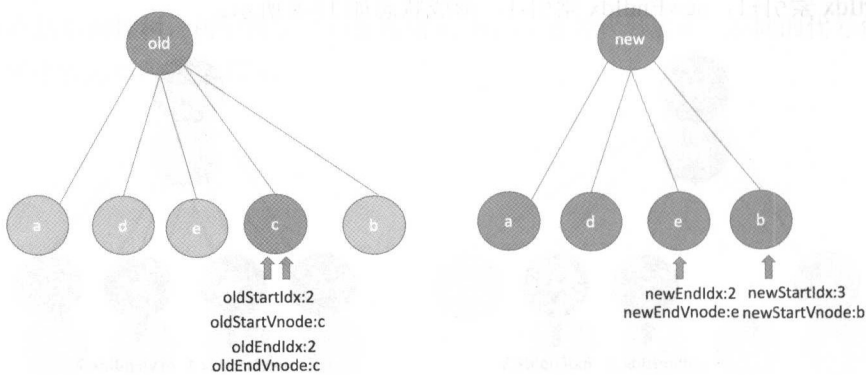 old
new
a
d
e
c
b
a
d
e
b
oldStartIdx:2
oldStartVnode:c
oldEndIdx:2
oldEndVnode:c
newEndIdx:2
newEndVnode:e
newStartIdx:3
newStartVnode:b